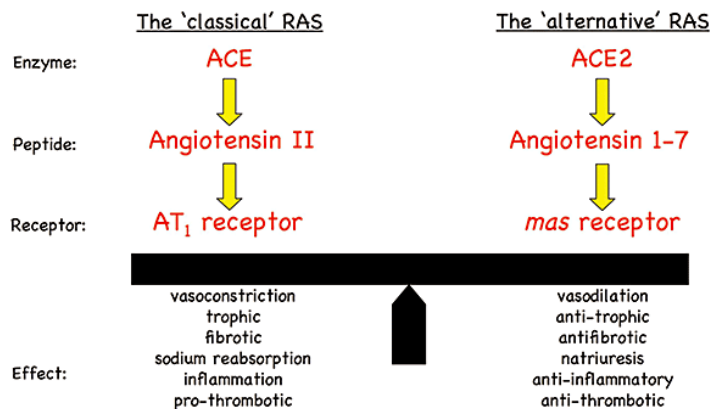 The 'classical' RAS The 'alternative' RAS
Enzyme: ACE ACE2
Peptide: Angiotensin II Angiotensin 1-7
Receptor: AT₁ receptor mas receptor
vasoconstriction vasodilation
trophic anti-trophic
fibrotic antifibrotic
sodium reabsorption natriuresis
Effect: inflammation anti-inflammatory
pro-thrombotic anti-thrombotic